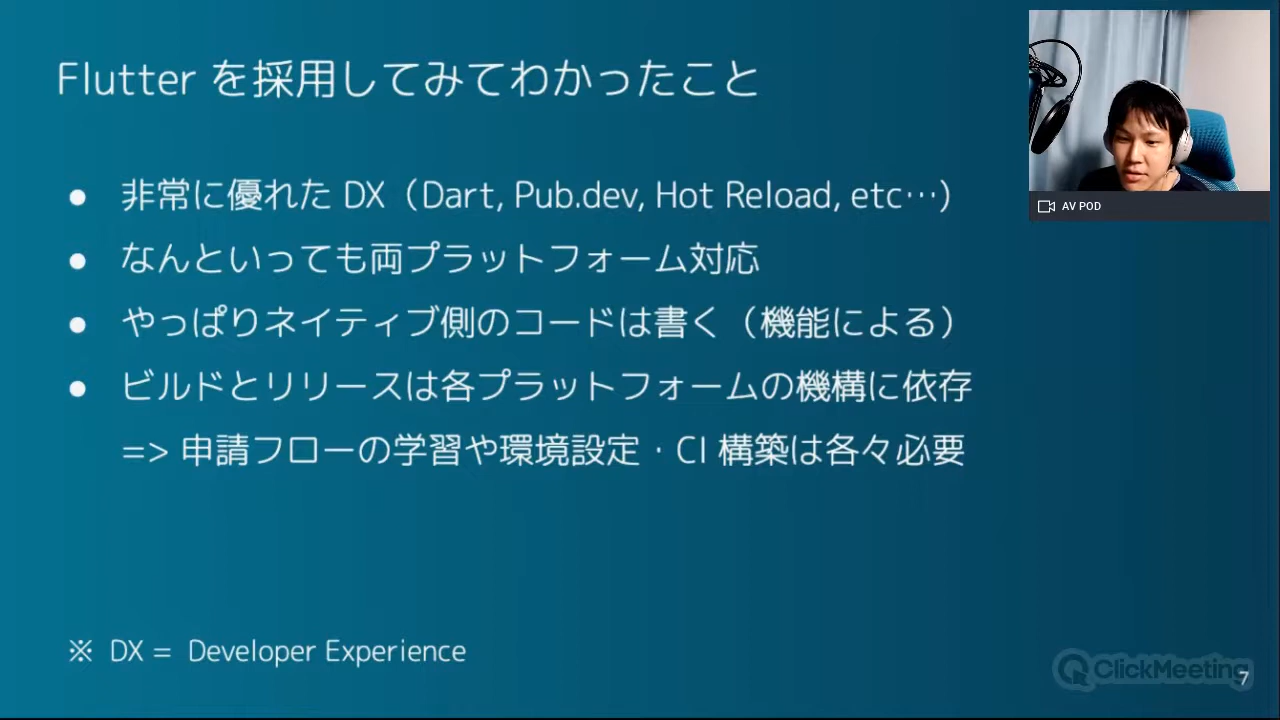 Flutter を採用してみてわかったこと
● 非常に優れた DX（Dart, Pub.dev, Hot Reload, etc…）
● なんといっても両プラットフォーム対応
● やっぱりネイティブ側のコードは書く（機能による）
● ビルドとリリースは各プラットフォームの機構に依存
=> 申請フローの学習や環境設定・CI 構築は各々必要
※ DX = Developer Experience
AV POD
ClickMeeting
7